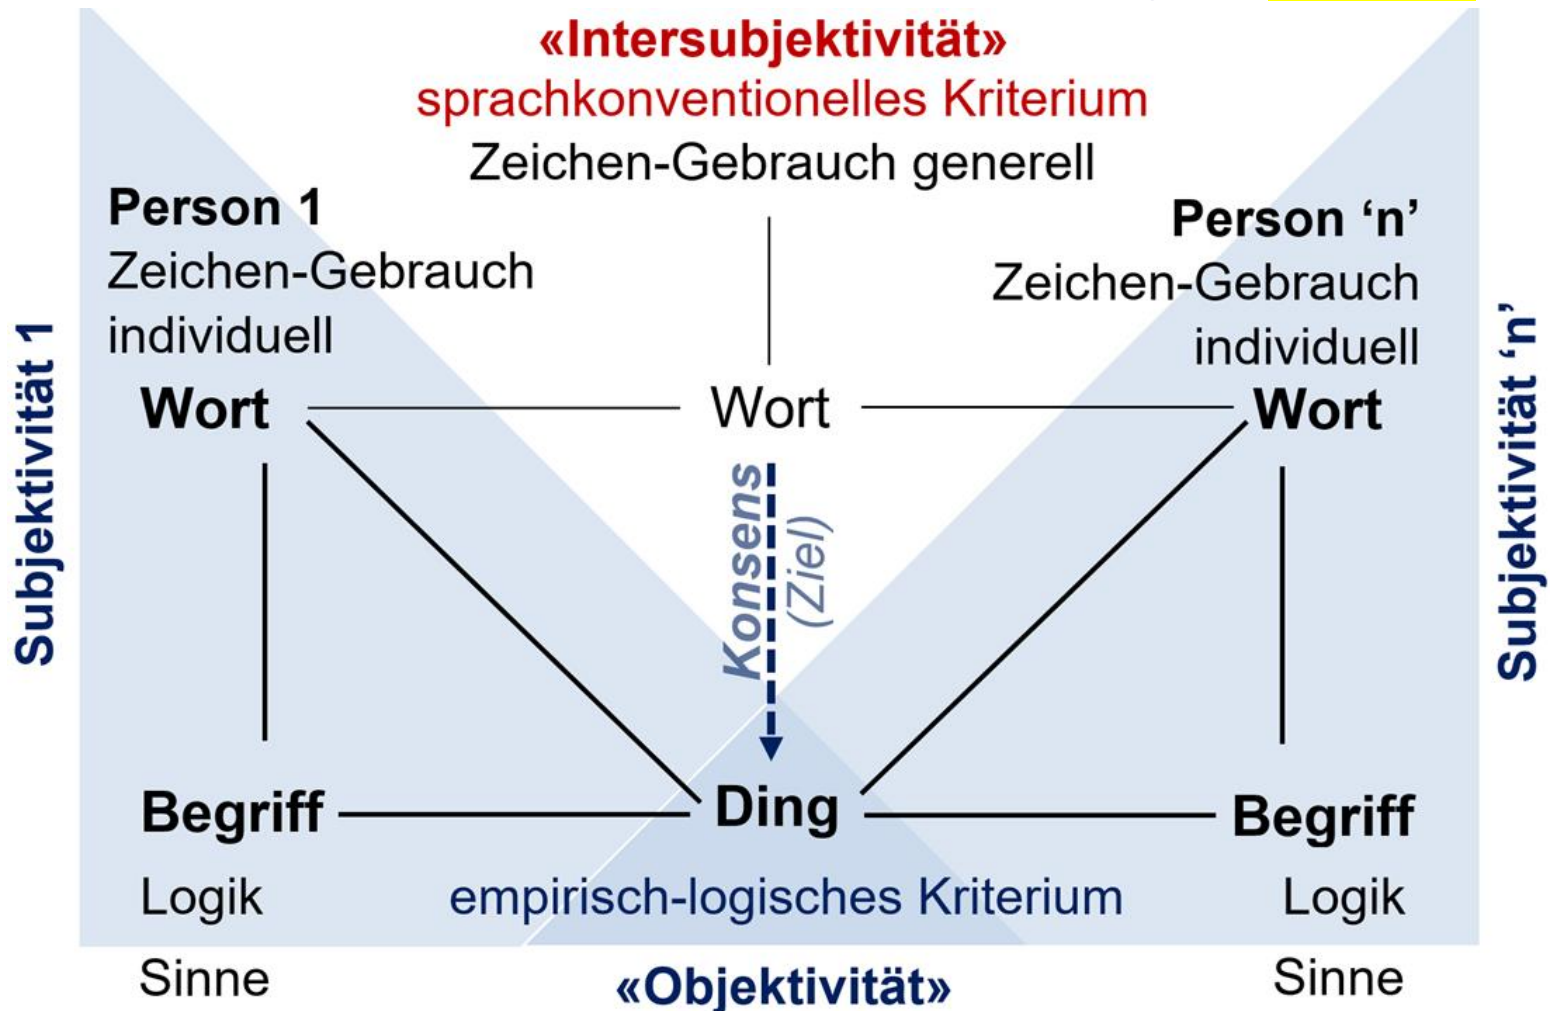 «Intersubjektivität»
sprachkonventionelles Kriterium
Zeichen-Gebrauch generell
Person 1
Zeichen-Gebrauch
individuell
Person ‘n’
Zeichen-Gebrauch
individuell
Subjektivität 1
Subjektivität ‘n’
Wort
Wort
Wort
Konsens
(Ziel)
Begriff
Ding
Begriff
Logik
empirisch-logisches Kriterium
Logik
Sinne
«Objektivität»
Sinne